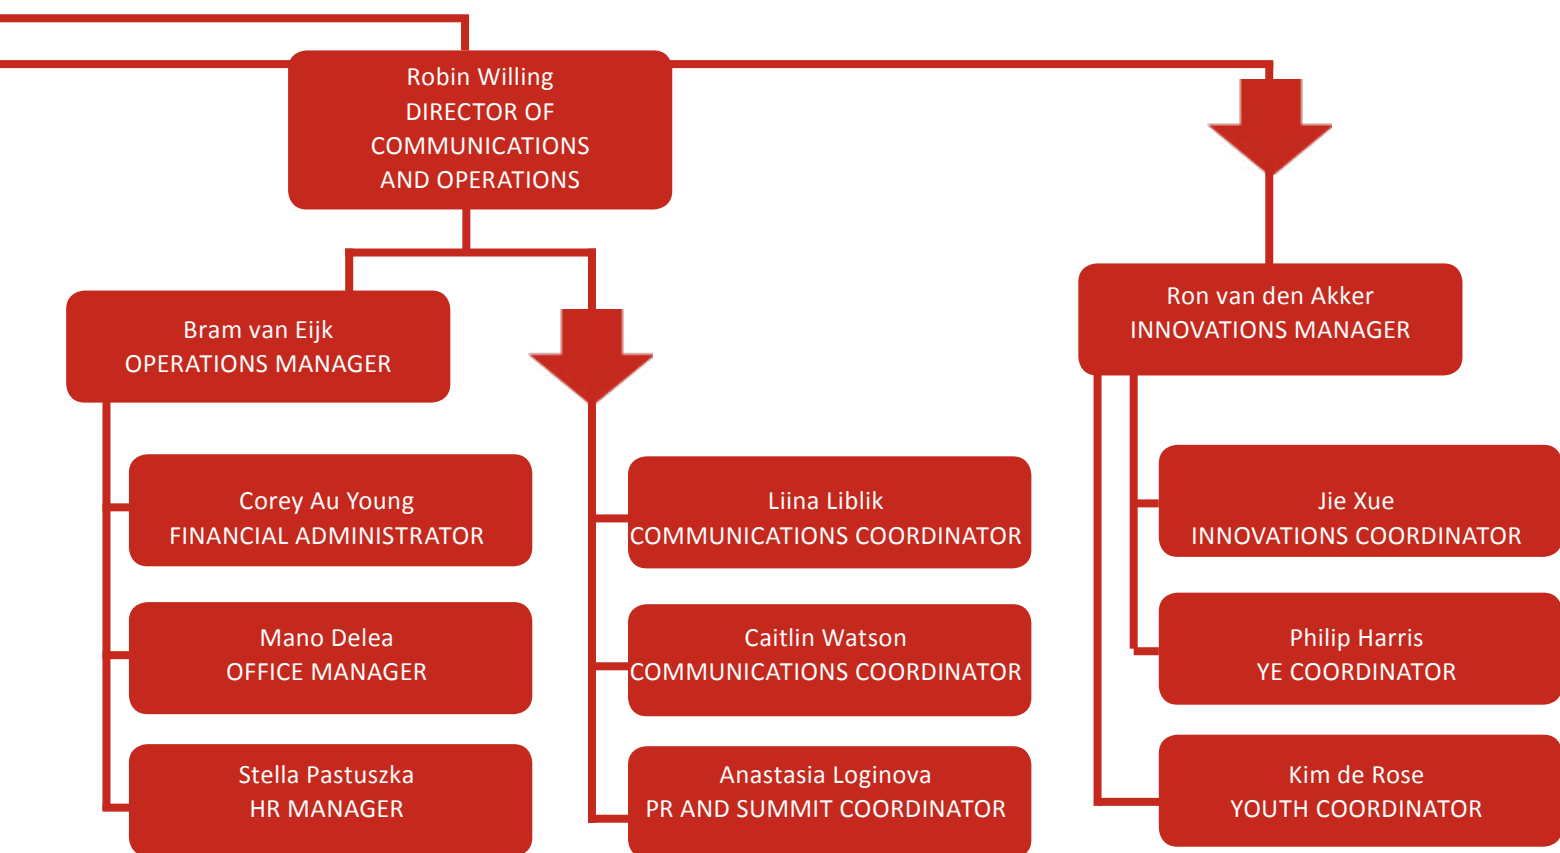 Robin Willing
DIRECTOR OF
COMMUNICATIONS
AND OPERATIONS
Bram van Eijk
OPERATIONS MANAGER
Corey Au Young
FINANCIAL ADMINISTRATOR
Mano Delea
OFFICE MANAGER
Stella Pastuszka
HR MANAGER
Liina Liblik
COMMUNICATIONS COORDINATOR
Caitlin Watson
COMMUNICATIONS COORDINATOR
Anastasia Loginova
PR AND SUMMIT COORDINATOR
Ron van den Akker
INNOVATIONS MANAGER
Jie Xue
INNOVATIONS COORDINATOR
Philip Harris
YE COORDINATOR
Kim de Rose
YOUTH COORDINATOR